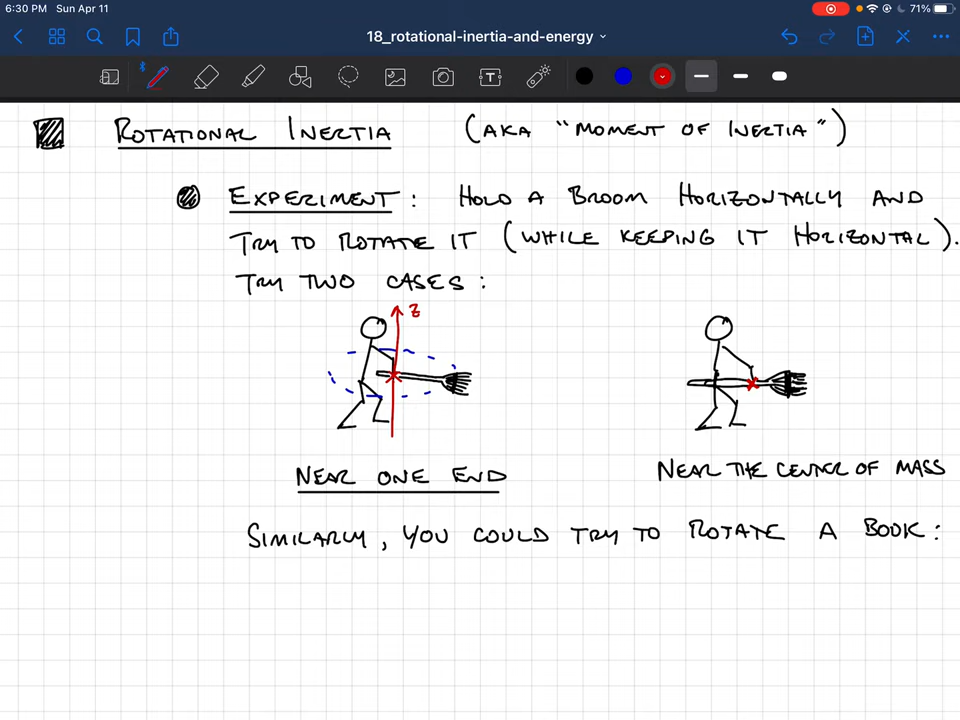 6:30 PM Sun Apr 11
71%
18_rotational-inertia-and-energy
T
ROTATIONAL INERTIA (AKA "MOMENT OF INERTIA")
EXPERIMENT: HOLD A BROOM HORIZONTALLY AND
TRY TO ROTATE IT (WHILE KEEPING IT HORIZONTAL).
TRY TWO CASES:
z
NEAR ONE END
NEAR THE CENTER OF MASS
SIMILARLY, YOU COULD TRY TO ROTATE A BOOK: